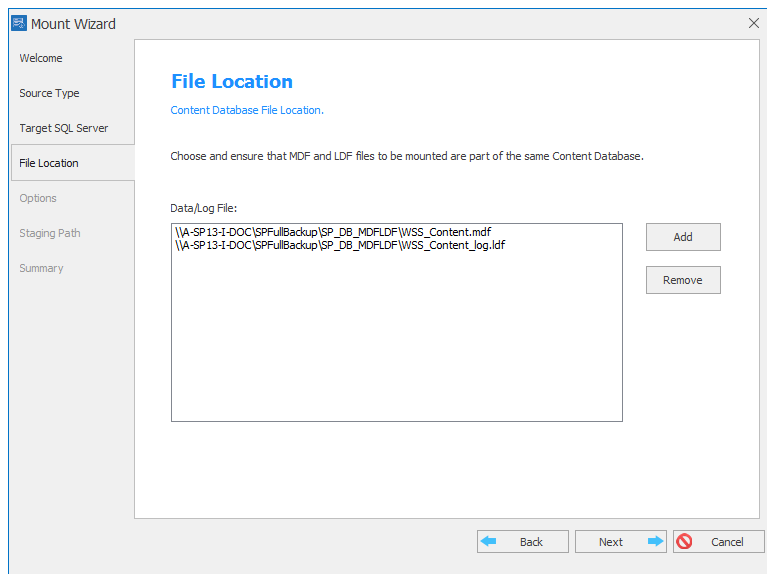 Mount Wizard
Welcome
Source Type
Target SQL Server
File Location
Options
Staging Path
Summary
File Location
Content Database File Location.
Choose and ensure that MDF and LDF files to be mounted are part of the same Content Database.
Data/Log File:
\\A-SP13-I-DOC\SPFullBackup\SP_DB_MDFLDF\WSS_Content.mdf
\\A-SP13-I-DOC\SPFullBackup\SP_DB_MDFLDF\WSS_Content_log.ldf
Add
Remove
Back
Next
Cancel